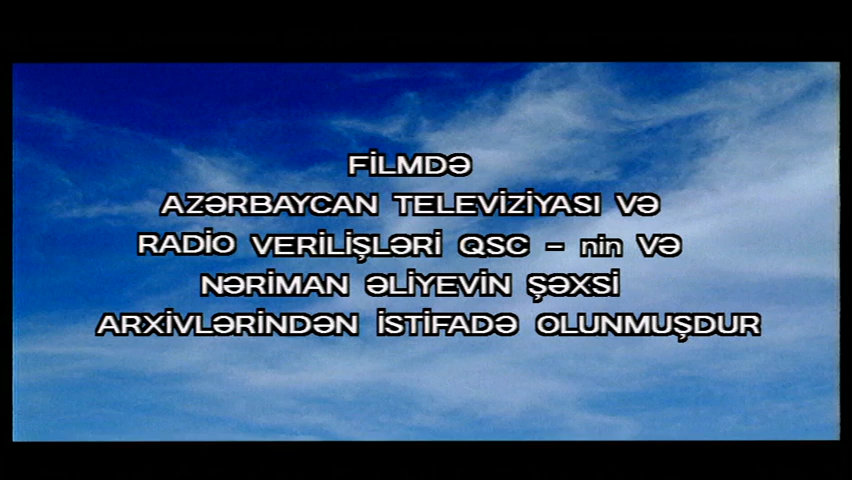 FİLMDƏ
AZƏRBAYCAN TELEVİZİYASI VƏ
RADİO VERİLİŞLƏRİ QSC - nin VƏ
NƏRİMAN ƏLİYEVİN ŞƏXSİ
ARXİVLƏRİNDƏN İSTİFADƏ OLUNMUŞDUR